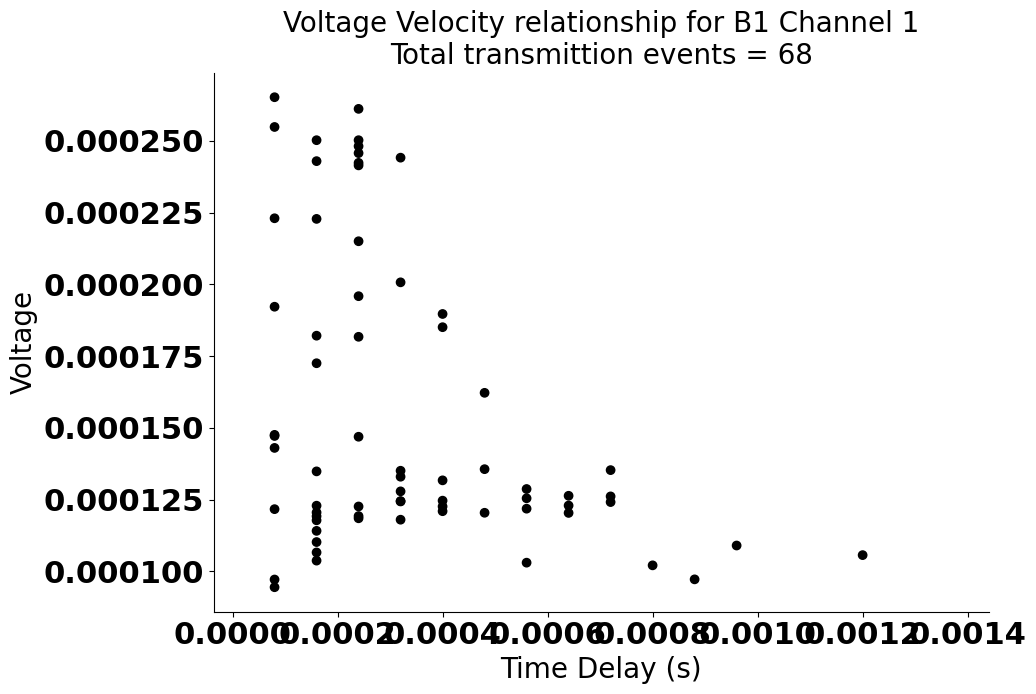 Voltage Velocity relationship for B1 Channel 1
Total transmittion events = 68
0.000250
0.000225
0.000200
0.000175
0.000150
0.000125
0.000100
Voltage
0.0000 0.0002 0.0004 0.0006 0.0008 0.0010 0.0012 0.0014
Time Delay (s)